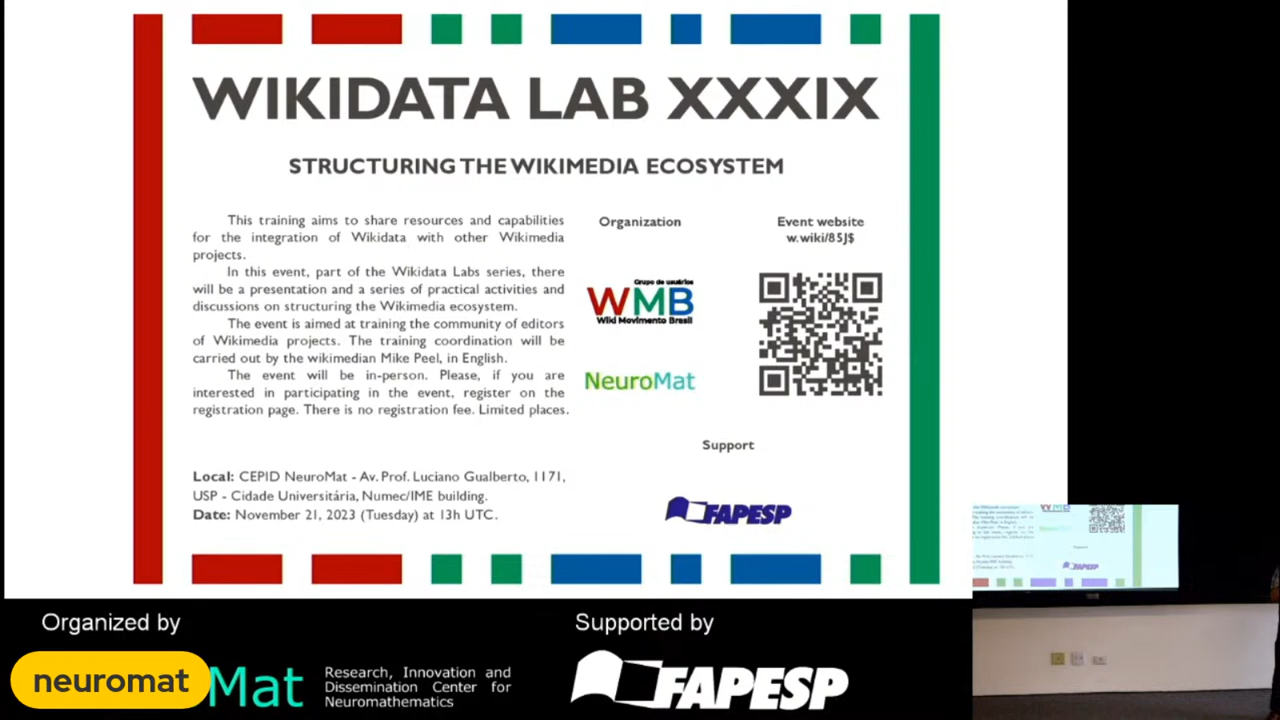 WIKIDATA LAB XXXIX
STRUCTURING THE WIKIMEDIA ECOSYSTEM
This training aims to share resources and capabilities
for the integration of Wikidata with other Wikimedia
projects.
In this event, part of the Wikidata Labs series, there
will be a presentation and a series of practical activities and
discussions on structuring the Wikimedia ecosystem.
The event is aimed at training the community of editors
of Wikimedia projects. The training coordination will be
carried out by the wikimedian Mike Peel, in English.
The event will be in-person. Please, if you are
interested in participating in the event, register on the
registration page. There is no registration fee. Limited places.
Local: CEPID NeuroMat - Av. Prof. Luciano Gualberto, 1171,
USP - Cidade Universitária, Numec/IME building.
Date: November 21, 2023 (Tuesday) at 13h UTC.
Organization
Grupo de usuários
WMB
Wiki Movimento Brasil
NeuroMat
Event website
w.wiki/85J$
Support
FAPESP
FAPESP
Organized by
neuromat
Mat
Research, Innovation and
Dissemination Center for
Neuromathematics
Supported by
FAPESP